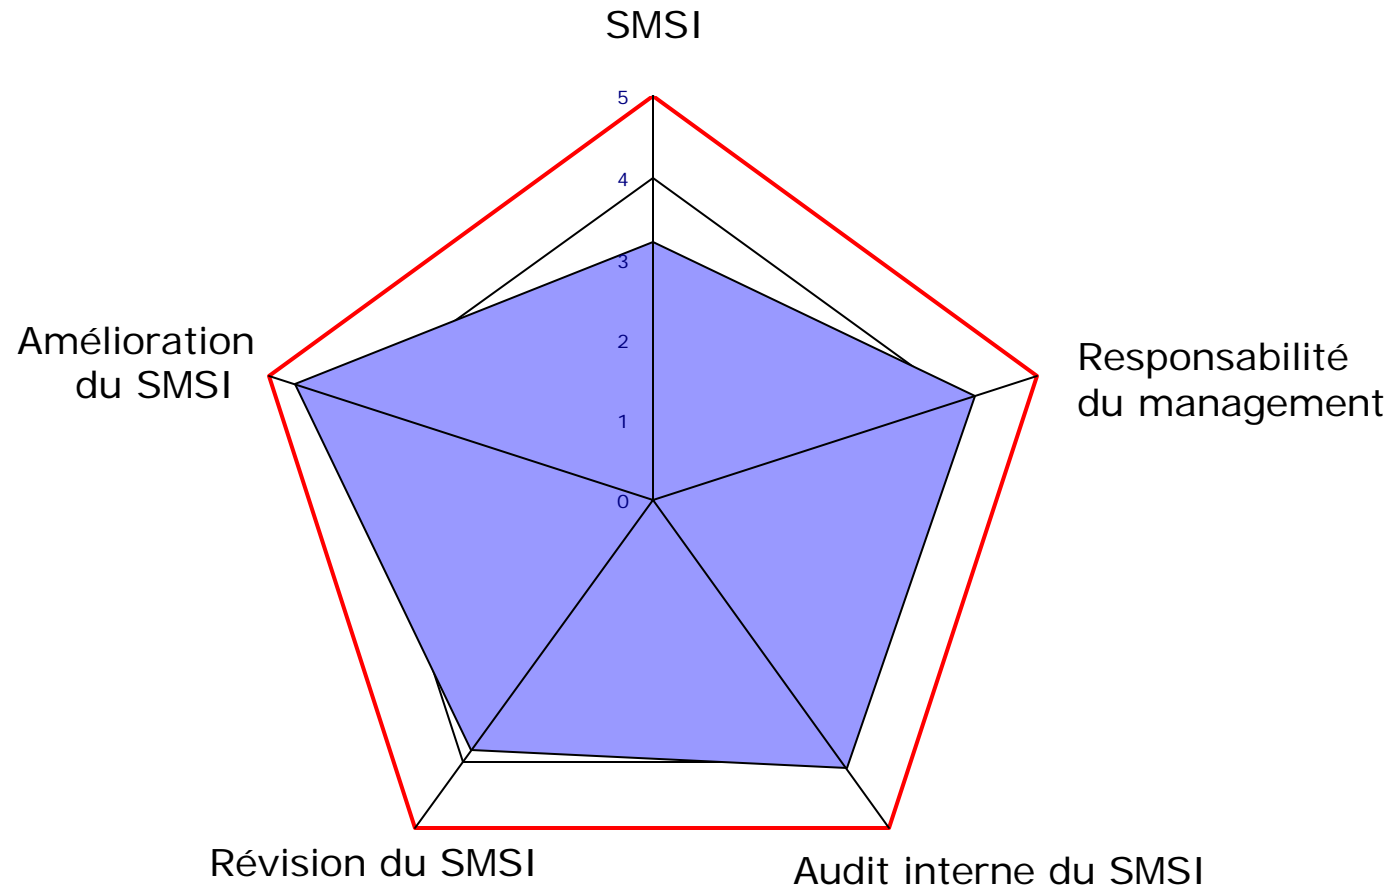 SMSI
5
4
3
2
1
0
Amélioration
du SMSI
Responsabilité
du management
Révision du SMSI
Audit interne du SMSI